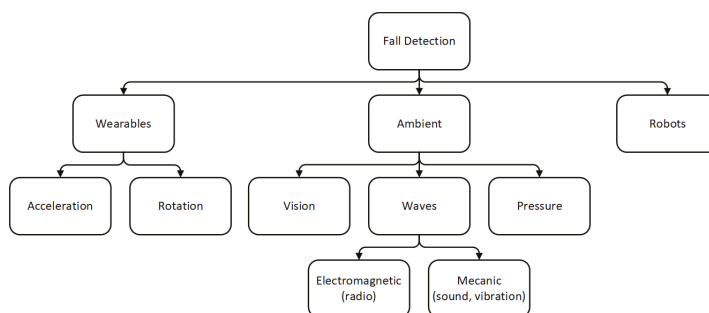 Fall Detection
Wearables
Ambient
Robots
Acceleration
Rotation
Vision
Waves
Pressure
Electromagnetic
(radio)
Mecanic
(sound, vibration)